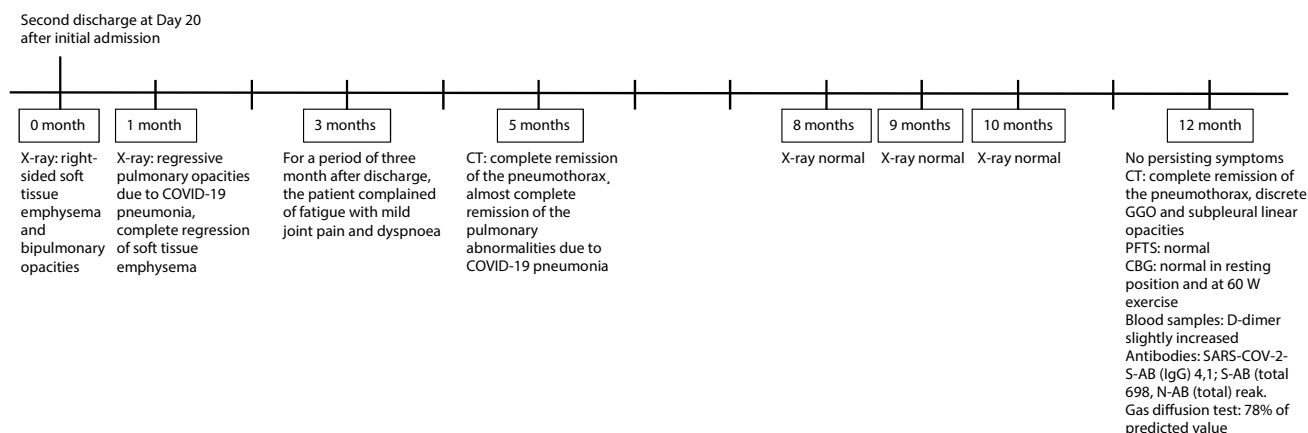 Second discharge at Day 20
after initial admission
0 month
X-ray: right-
sided soft
tissue
emphysema
and
bipulmonary
opacities
1 month
X-ray: regressive
pulmonary opacities
due to COVID-19
pneumonia,
complete regression
of soft tissue
emphysema
3 months
For a period of three
month after discharge,
the patient complained
of fatigue with mild
joint pain and dyspnoea
5 months
CT: complete remission
of the pneumothorax¸
almost complete
remission of the
pulmonary
abnormalities due to
COVID-19 pneumonia
8 months
X-ray normal
9 months
X-ray normal
10 months
X-ray normal
12 month
No persisting symptoms
CT: complete remission of
the pneumothorax, discrete
GGO and subpleural linear
opacities
PFTS: normal
CBG: normal in resting
position and at 60 W
exercise
Blood samples: D-dimer
slightly increased
Antibodies: SARS-COV-2-
S-AB (IgG) 4,1; S-AB (total
698, N-AB (total) reak.
Gas diffusion test: 78% of
predicted value